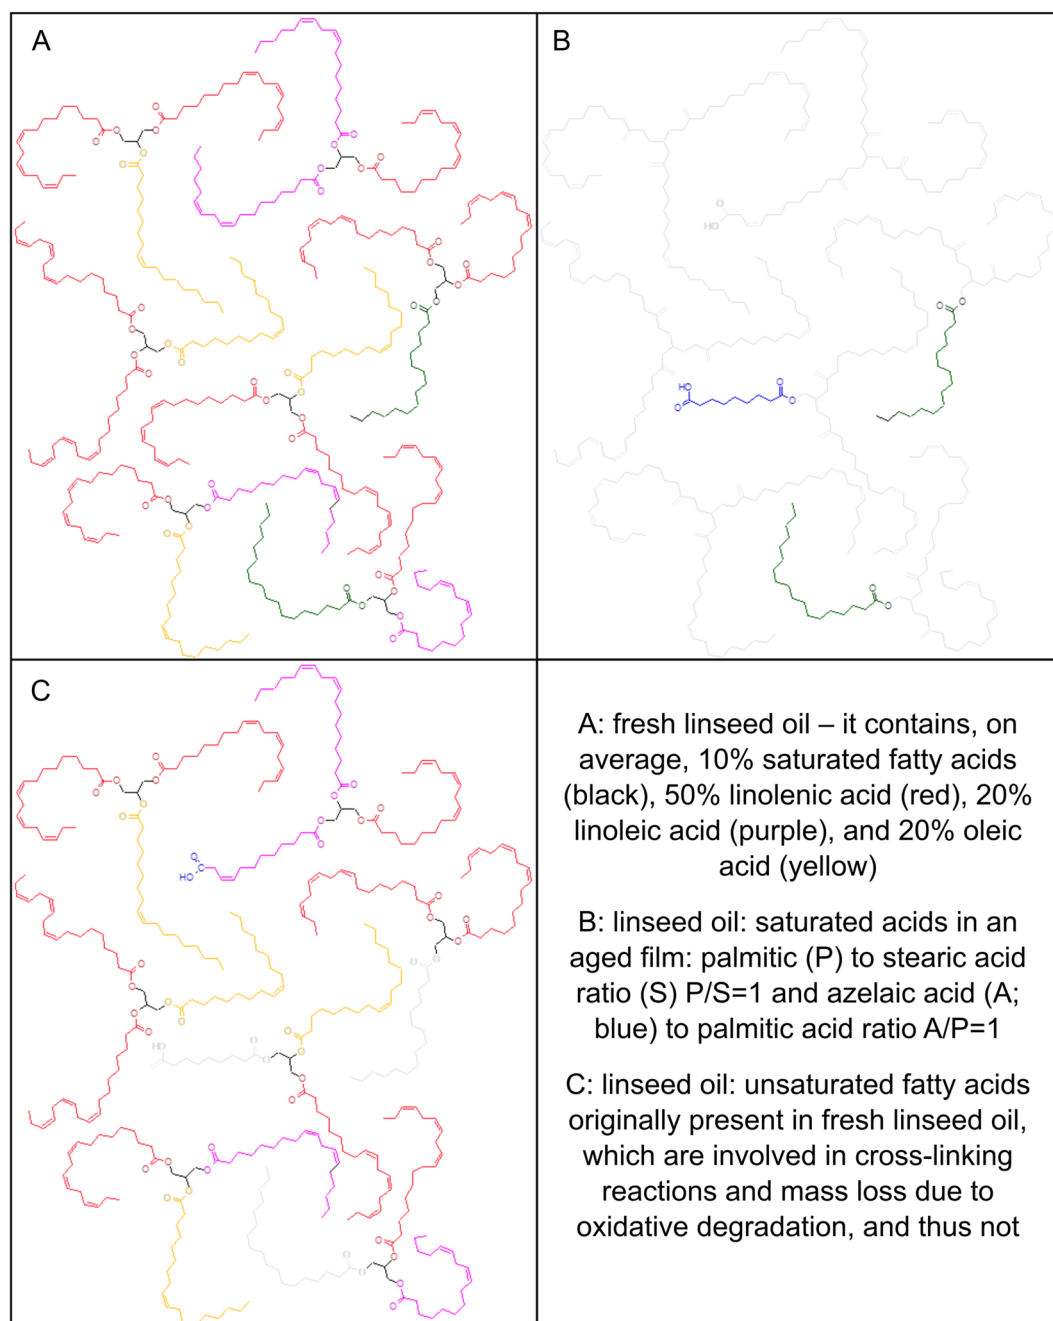 A
B
C
A: fresh linseed oil – it contains, on
average, 10% saturated fatty acids
(black), 50% linolenic acid (red), 20%
linoleic acid (purple), and 20% oleic
acid (yellow)
B: linseed oil: saturated acids in an
aged film: palmitic (P) to stearic acid
ratio (S) P/S=1 and azelaic acid (A;
blue) to palmitic acid ratio A/P=1
C: linseed oil: unsaturated fatty acids
originally present in fresh linseed oil,
which are involved in cross-linking
reactions and mass loss due to
oxidative degradation, and thus not